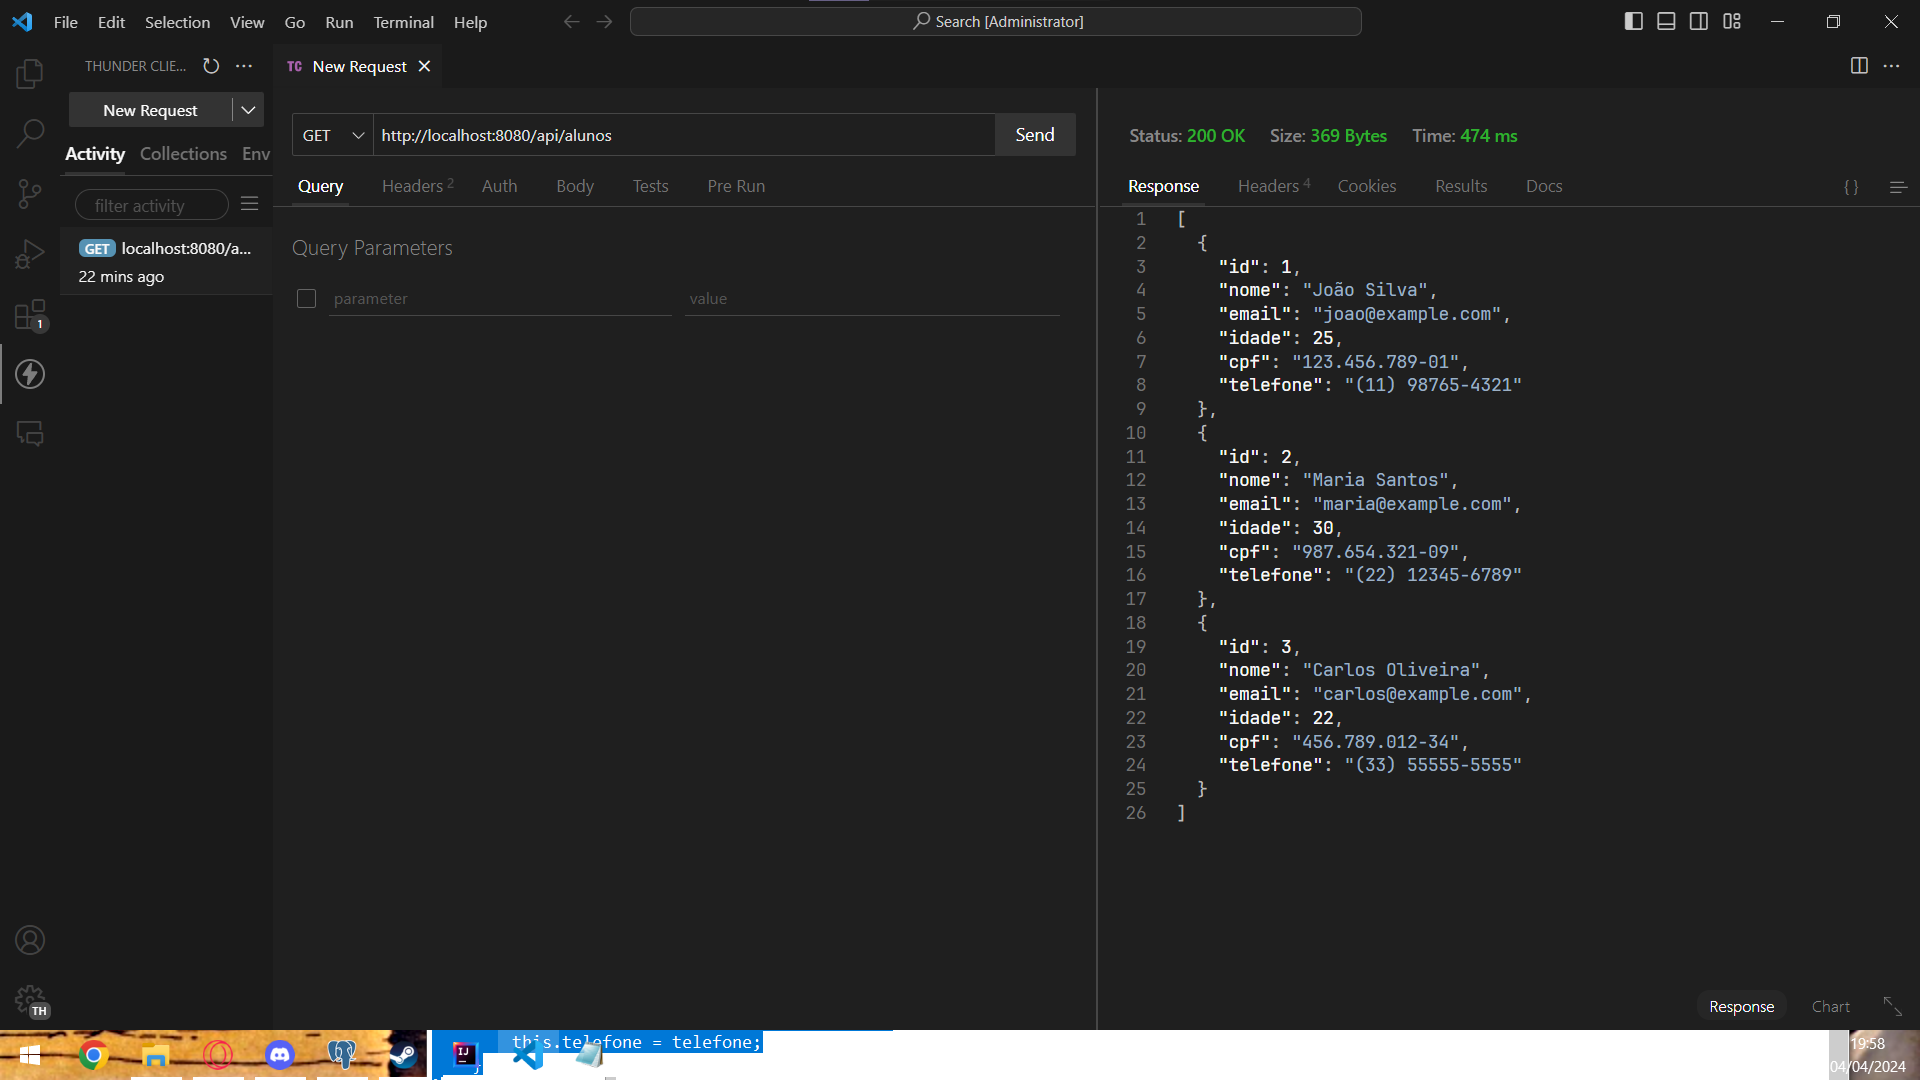 File Edit Selection View Go Run Terminal Help
Search [Administrator]
THUNDER CLIE...
New Request
Activity Collections Env
filter activity
GET localhost:8080/a...
22 mins ago
TC New Request
GET http://localhost:8080/api/alunos Send
Query Headers 2 Auth Body Tests Pre Run
Query Parameters
parameter value
Status: 200 OK Size: 369 Bytes Time: 474 ms
Response Headers 4 Cookies Results Docs { }
1 [
2 {
3 "id": 1,
4 "nome": "João Silva",
5 "email": "joao@example.com",
6 "idade": 25,
7 "cpf": "123.456.789-01",
8 "telefone": "(11) 98765-4321"
9 },
10 {
11 "id": 2,
12 "nome": "Maria Santos",
13 "email": "maria@example.com",
14 "idade": 30,
15 "cpf": "987.654.321-09",
16 "telefone": "(22) 12345-6789"
17 },
18 {
19 "id": 3,
20 "nome": "Carlos Oliveira",
21 "email": "carlos@example.com",
22 "idade": 22,
23 "cpf": "456.789.012-34",
24 "telefone": "(33) 55555-5555"
25 }
26 ]
Response Chart
1
TH
this.telefone = telefone;
IJ
}
19:58
04/04/2024